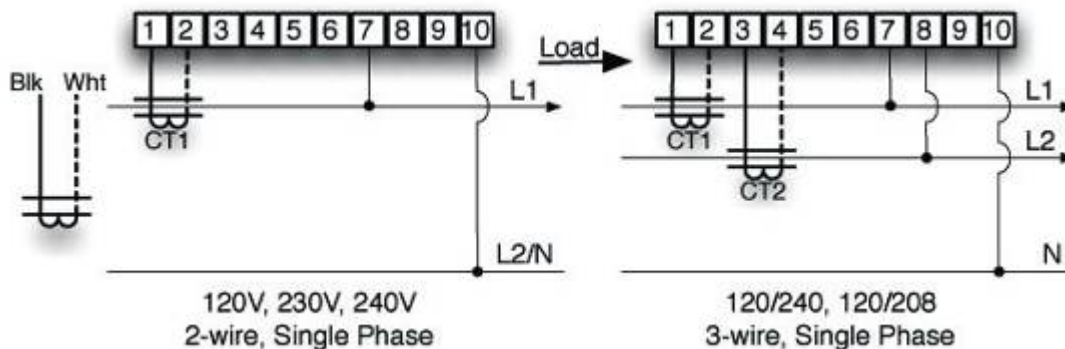 1 2 3 4 5 6 7 8 9 10
Load
1 2 3 4 5 6 7 8 9 10
Blk Wht
L1
CT1
L2/N
120V, 230V, 240V
2-wire, Single Phase
L1
CT1
L2
CT2
N
120/240, 120/208
3-wire, Single Phase